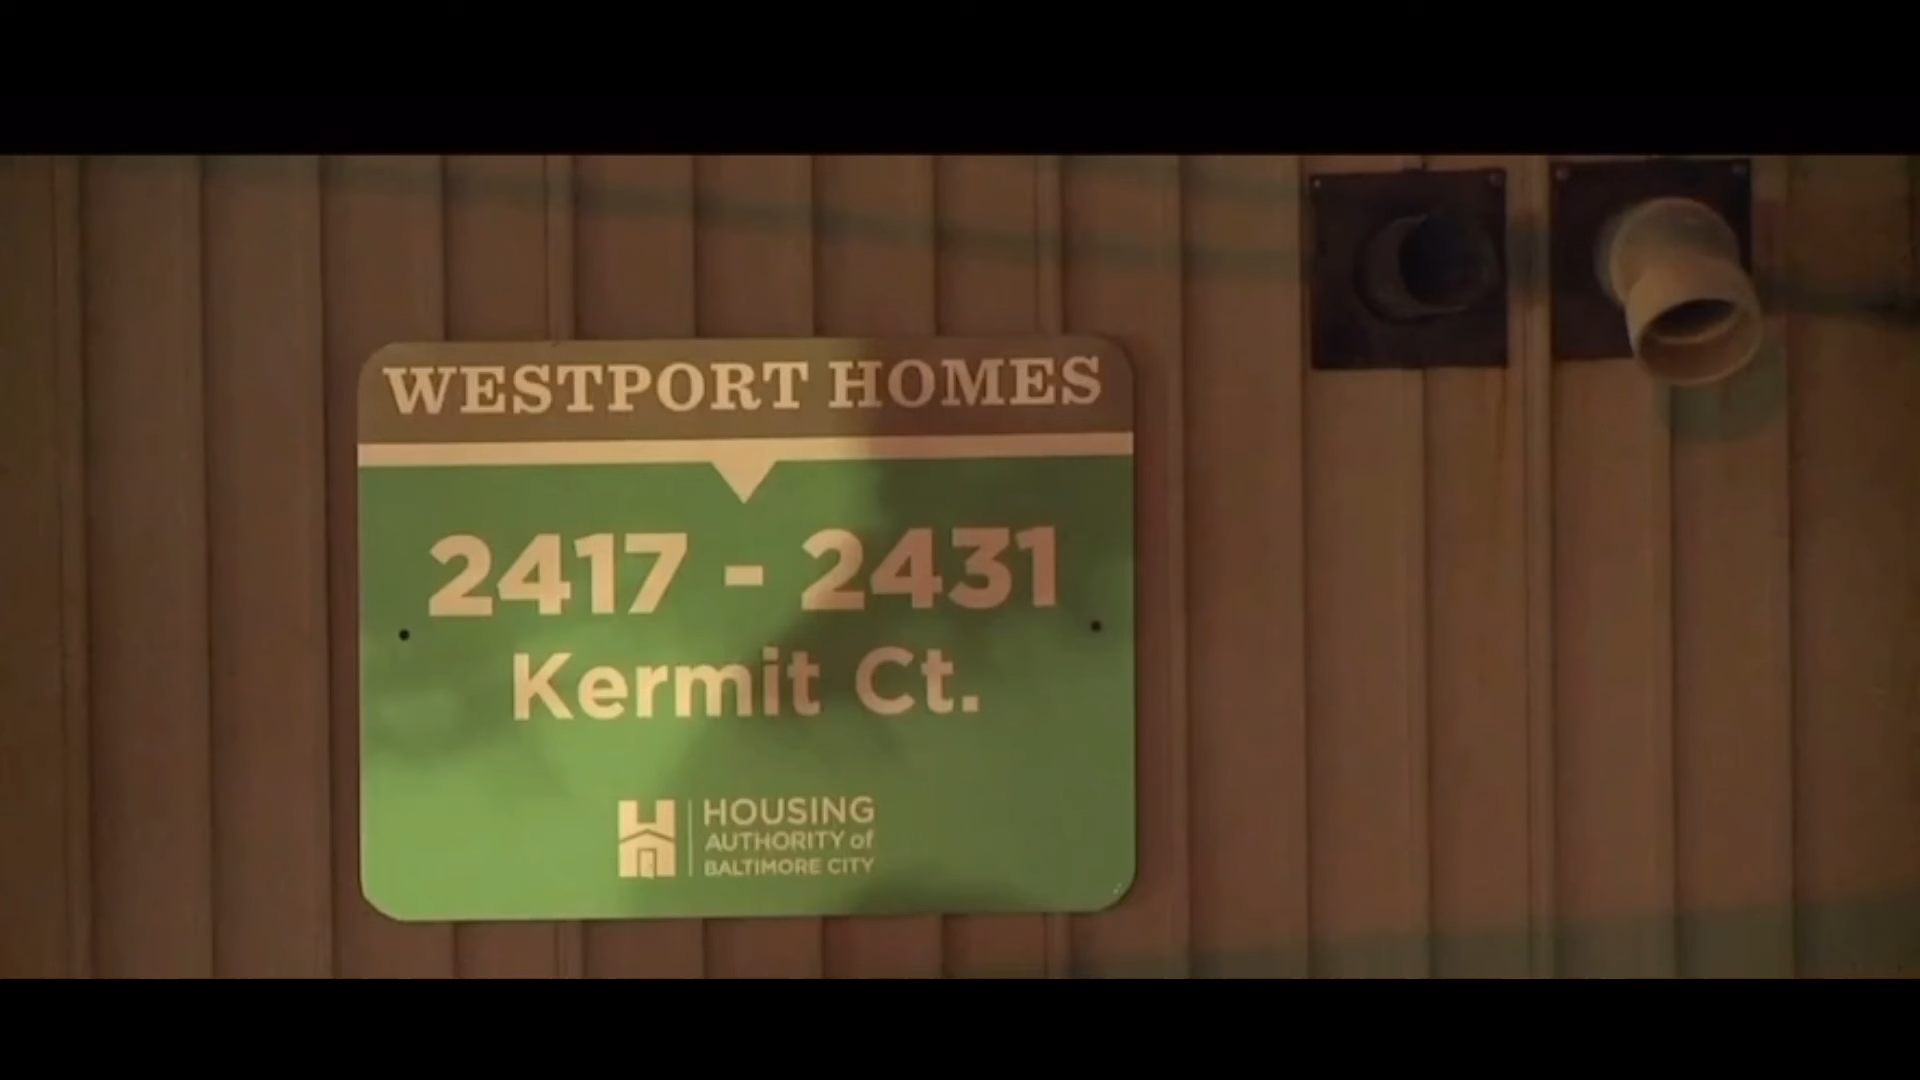 WESTPORT HOMES
2417 - 2431
Kermit Ct.
HOUSING
AUTHORITY of
BALTIMORE CITY